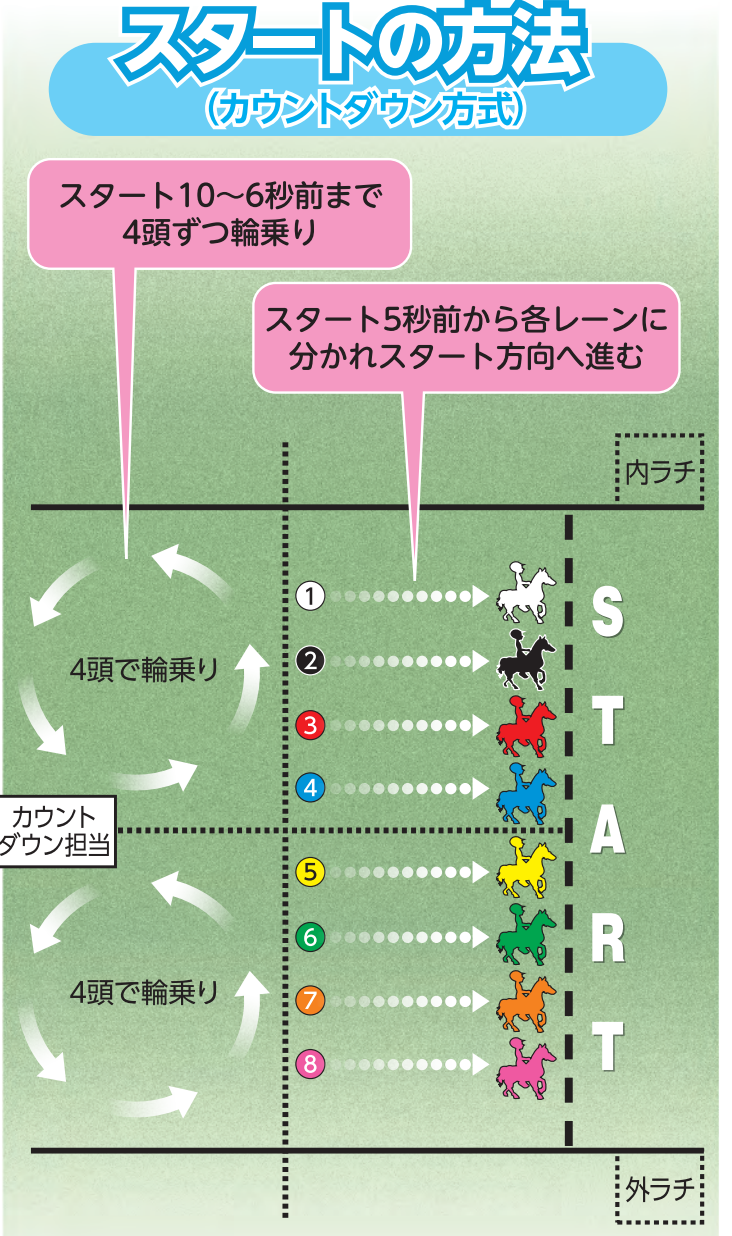 スタートの方法
(カウントダウン方式)
スタート10～6秒前まで
4頭ずつ輪乗り
スタート5秒前から各レーンに
分かれスタート方向へ進む
内ラチ
1
2
3
4
4頭で輪乗り
カウント
ダウン担当
5
6
7
8
4頭で輪乗り
START
外ラチ